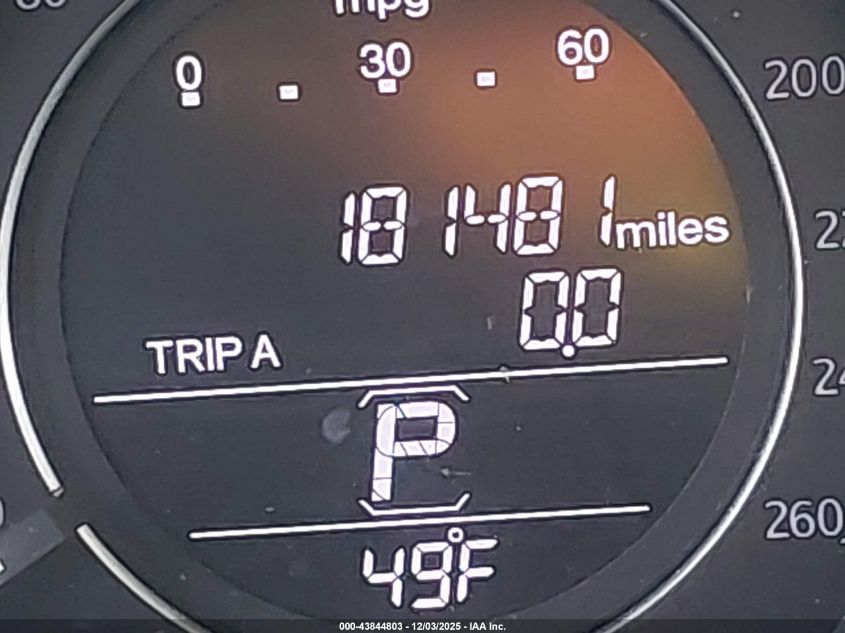 mpg
0 30 60
200
181481 miles
0.0
TRIP A
P
260
49°F
000-43844803 - 12/03/2025 - IAA Inc.